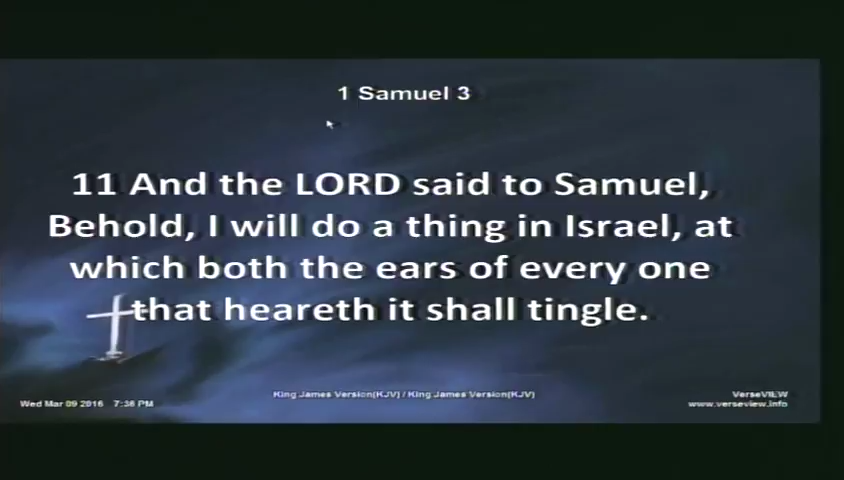 1 Samuel 3
11 And the LORD said to Samuel,
Behold, I will do a thing in Israel, at
which both the ears of every one
that heareth it shall tingle.
King James Version(KJV) / King James Version(KJV)
VerseVIEW
Wed Mar 09 2016 7:36 PM
www.verseview.info